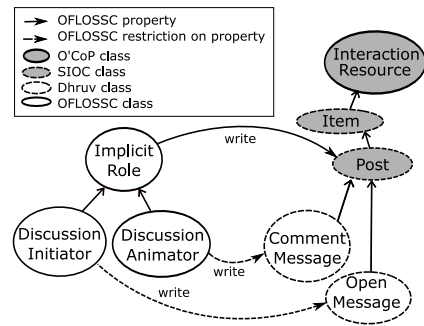 OFLOSSC property
OFLOSSC restriction on property
O'CoP class
SIOC class
Dhruv class
OFLOSSC class
Interaction
Resource
Item
write
Implicit
Role
Post
Discussion
Initiator
Discussion
Animator
write
Comment
Message
write
Open
Message